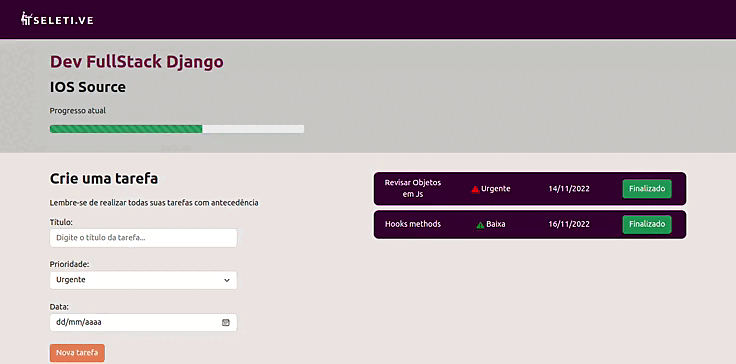 SELETI.VE
Dev FullStack Django
IOS Source
Progresso atual
Crie uma tarefa
Lembre-se de realizar todas suas tarefas com antecedência
Título:
Digite o título da tarefa...
Prioridade:
Urgente
Data:
dd/mm/aaaa
Nova tarefa
Revisar Objetos
em Js
Urgente
14/11/2022
Finalizado
Hooks methods
Baixa
16/11/2022
Finalizado